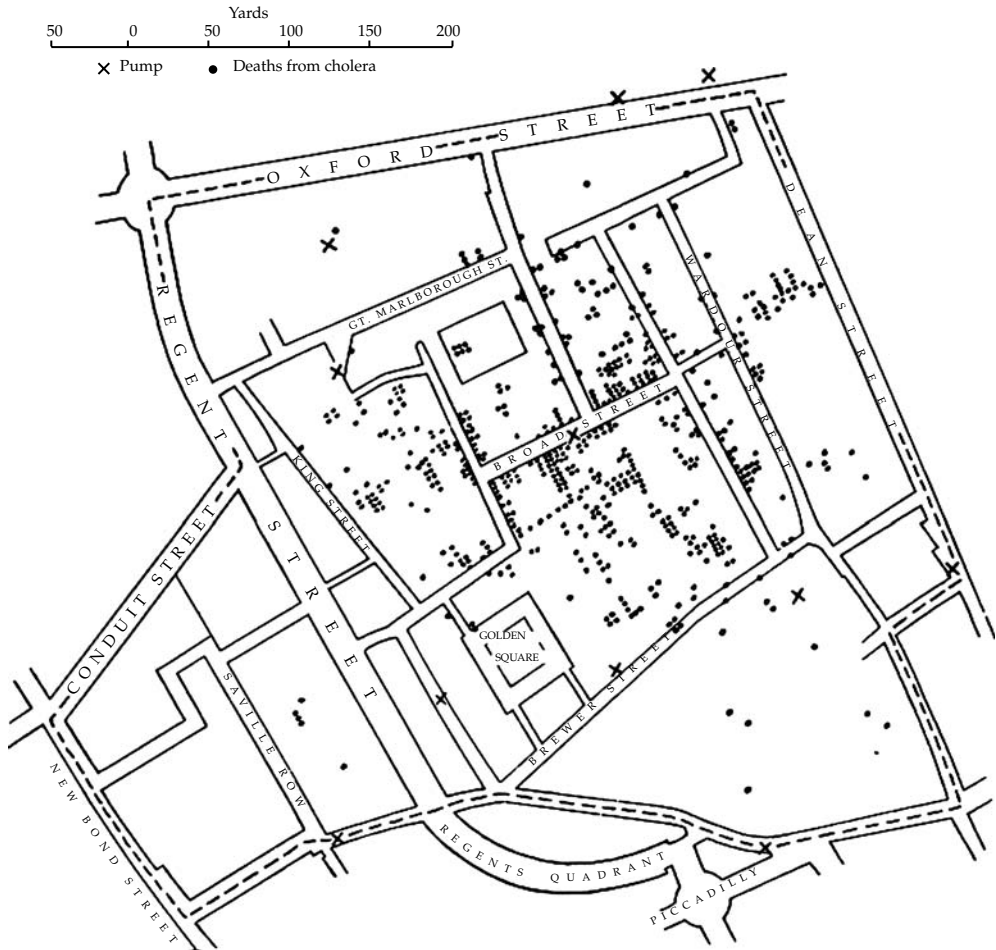 Yards
50 0 50 100 150 200
Pump Deaths from cholera
OXFORD STREET
REGENT STREET
DEAN STREET
WARDOUR STREET
GT. MARLBOROUGH ST.
BROAD STREET
KING STREET
CONDUIT STREET
GOLDEN
SQUARE
BREWER STREET
SAVILLE ROW
NEW BOND STREET
REGENTS QUADRANT
PICCADILLY